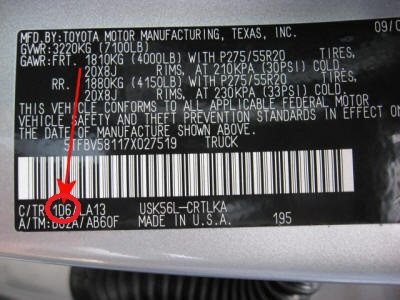 MFD.BY:TOYOTA MOTOR MANUFACTURING, TEXAS, INC. 09/0
GVWR:3220KG (7100LB)
GAWR:FRT. 1810KG (4000LB) WITH P275/55R20 TIRES,
20X8J RIMS, AT 210KPA (30PSI) COLD.
RR. 1880KG (4150LB) WITH P275/55R20 TIRES,
20X8J RIMS, AT 230KPA (33PSI) COLD.
THIS VEHICLE CONFORMS TO ALL APPLICABLE FEDERAL MOTOR
VEHICLE SAFETY AND THEFT PREVENTION STANDARDS IN EFFECT ON
DATE OF MANUFACTURE SHOWN ABOVE.
5TFBV58117X027519 TRUCK
C/TR:1D6/LA13 USK56L-CRTLKA
A/TM:B02A/AB60F MADE IN U.S.A. 195